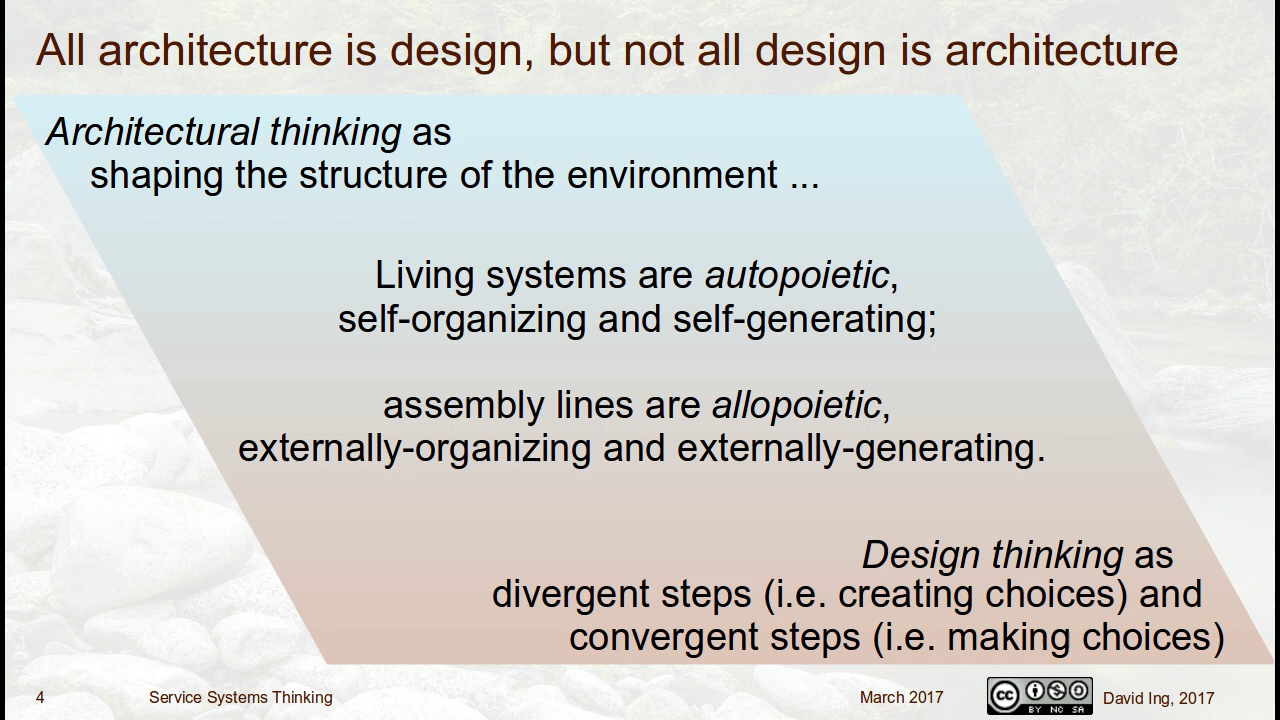 All architecture is design, but not all design is architecture
Architectural thinking as
shaping the structure of the environment ...
Living systems are autopoietic,
self-organizing and self-generating;
assembly lines are allopoietic,
externally-organizing and externally-generating.
Design thinking as
divergent steps (i.e. creating choices) and
convergent steps (i.e. making choices)
4 Service Systems Thinking March 2017 cc BY NC SA David Ing, 2017